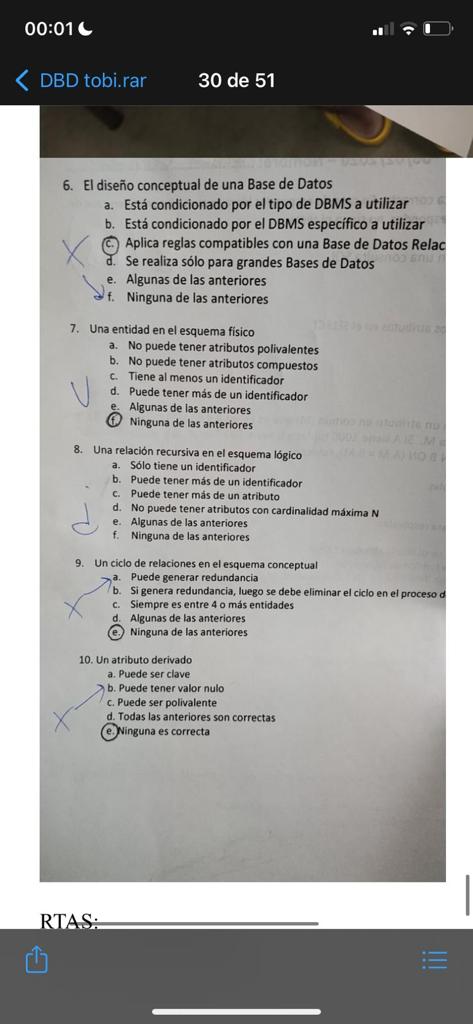 00:01
DBD tobi.rar
30 de 51
6. El diseño conceptual de una Base de Datos
a. Está condicionado por el tipo de DBMS a utilizar
b. Está condicionado por el DBMS específico a utilizar
c. Aplica reglas compatibles con una Base de Datos Relac
d. Se realiza sólo para grandes Bases de Datos
e. Algunas de las anteriores
f. Ninguna de las anteriores
7. Una entidad en el esquema físico
a. No puede tener atributos polivalentes
b. No puede tener atributos compuestos
c. Tiene al menos un identificador
d. Puede tener más de un identificador
e. Algunas de las anteriores
f. Ninguna de las anteriores
8. Una relación recursiva en el esquema lógico
a. Sólo tiene un identificador
b. Puede tener más de un identificador
c. Puede tener más de un atributo
d. No puede tener atributos con cardinalidad máxima N
e. Algunas de las anteriores
f. Ninguna de las anteriores
9. Un ciclo de relaciones en el esquema conceptual
a. Puede generar redundancia
b. Si genera redundancia, luego se debe eliminar el ciclo en el proceso d
c. Siempre es entre 4 o más entidades
d. Algunas de las anteriores
e. Ninguna de las anteriores
10. Un atributo derivado
a. Puede ser clave
b. Puede tener valor nulo
c. Puede ser polivalente
d. Todas las anteriores son correctas
e. Ninguna es correcta
RTAS: